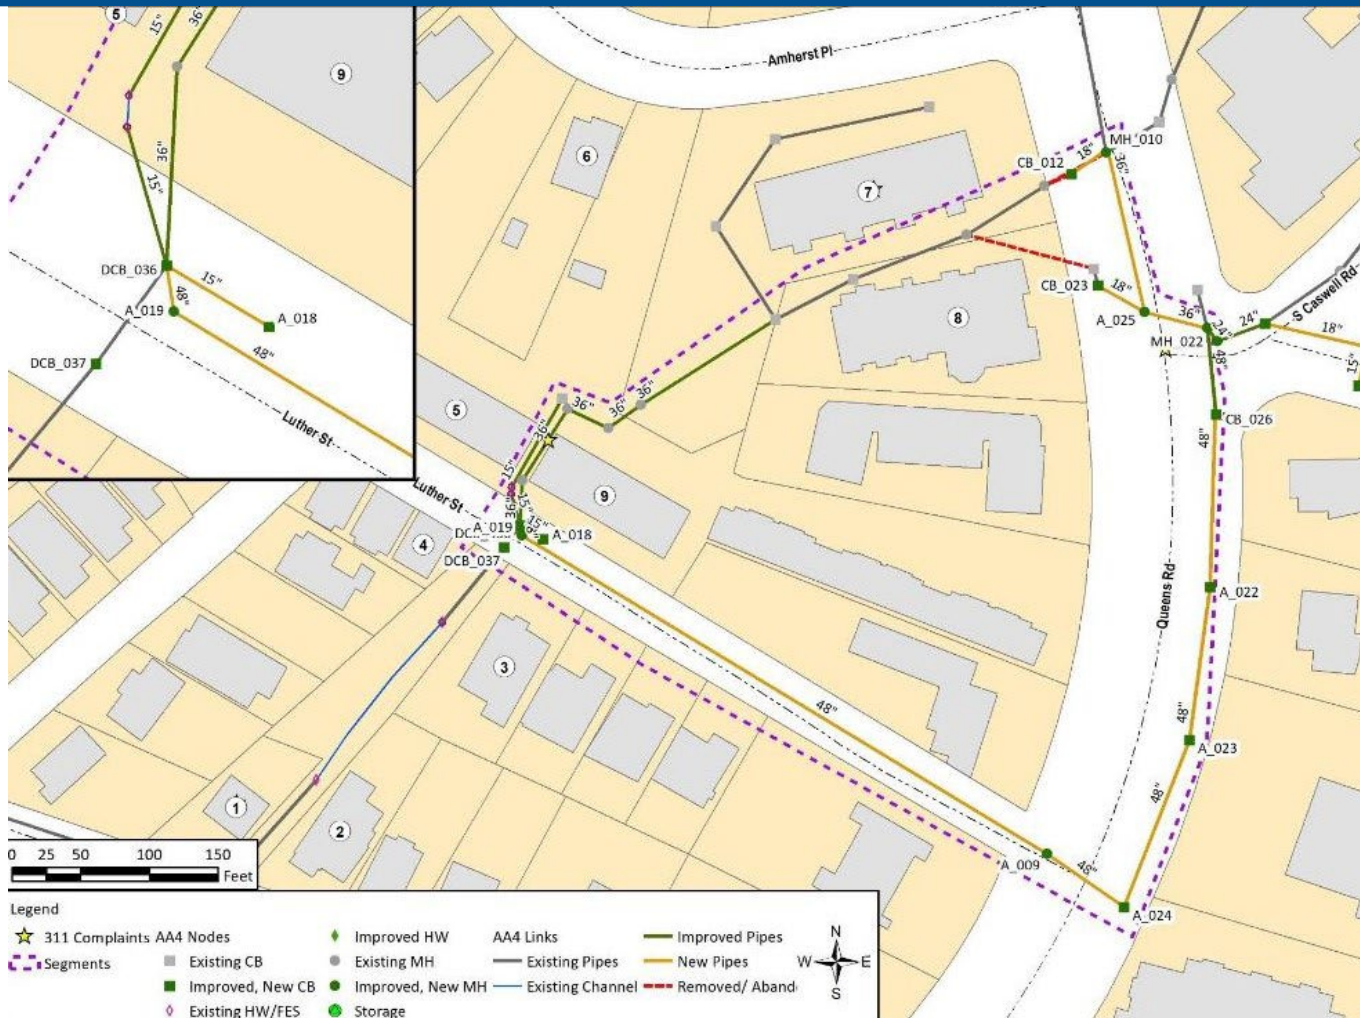 5
15"
36"
9
36"
15"
DCB_036
15"
48"
A_019
A_018
48"
DCB_037
Luther St
Amherst Pl
6
7
MH_010
CB_012
18"
36"
CB_023
18"
A_025
36"
MH_022
24"
24"
S Caswell Rd
18"
15"
8
48"
CB_026
48"
36"
36"
36"
5
36"
15"
9
Luther St
36"
15"
15"
A_019
A_018
DCB_037
4
3
Queens Rd
A_022
48"
48"
A_023
48"
A_009
48"
A_024
1
2
0 25 50 100 150
Feet
Legend
311 Complaints AA4 Nodes Improved HW AA4 Links Improved Pipes
Segments Existing CB Existing MH Existing Pipes New Pipes
Improved, New CB Improved, New MH Existing Channel Removed/ Aband
Existing HW/FES Storage
N
W E
S